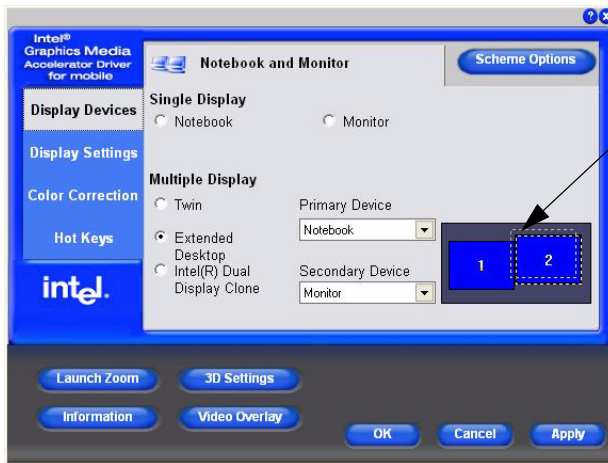 Intel®
Graphics Media
Accelerator Driver
for mobile
Notebook and Monitor
Scheme Options
Display Devices
Display Settings
Color Correction
Hot Keys
intel.
Single Display
Notebook
Monitor
Multiple Display
Twin
Extended
Desktop
Intel(R) Dual
Display Clone
Primary Device
Notebook
Secondary Device
Monitor
1
2
Launch Zoom
3D Settings
Information
Video Overlay
OK
Cancel
Apply
?
x